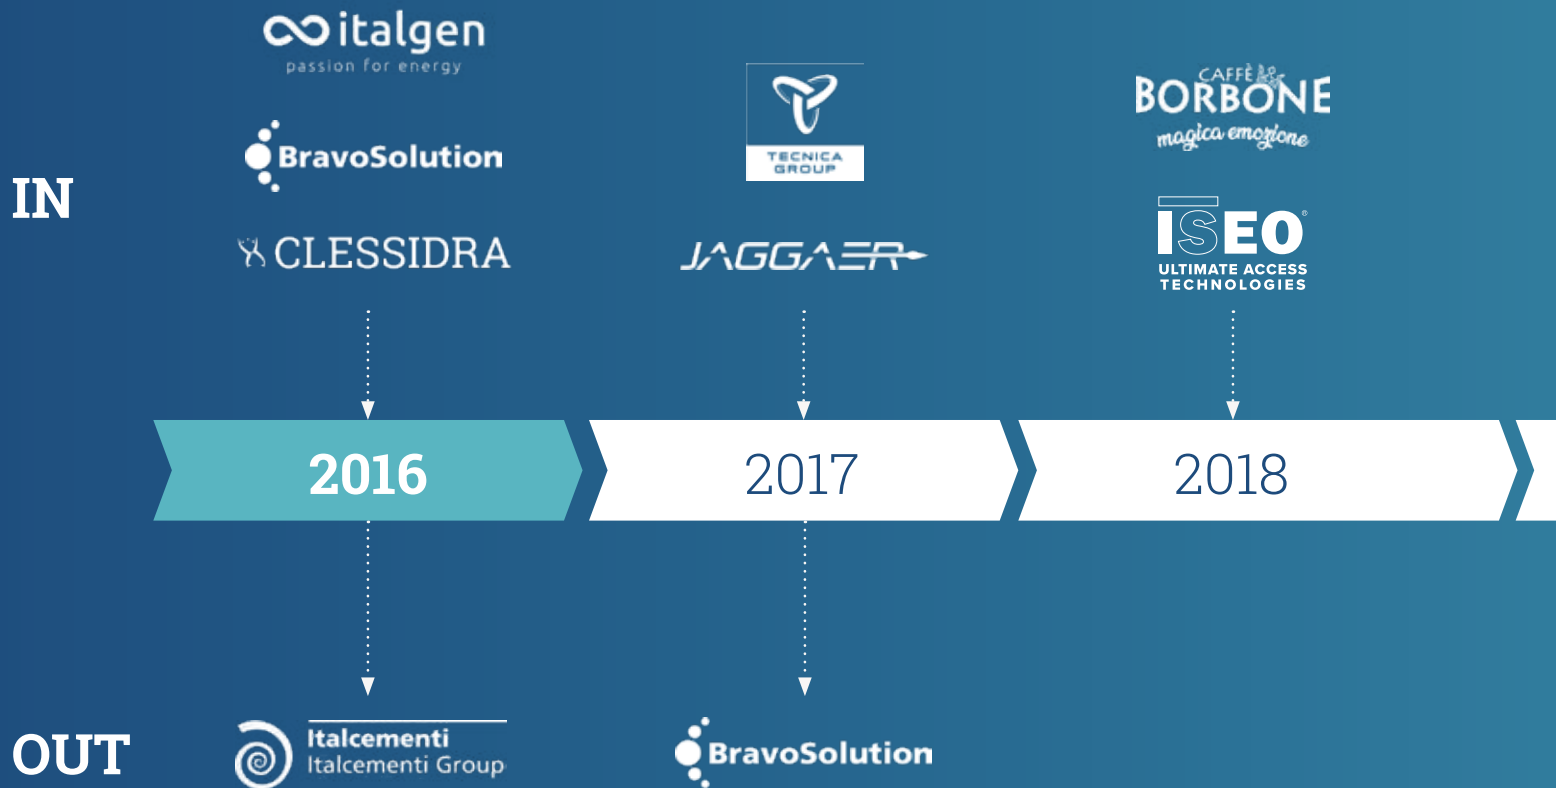 IN
italgen
passion for energy
BravoSolution
CLESSIDRA
TECNICA
GROUP
JAGGAER
CAFFÈ
BORBONE
magica emozione
ISEO®
ULTIMATE ACCESS
TECHNOLOGIES
2016
2017
2018
OUT
Italcementi
Italcementi Group
BravoSolution